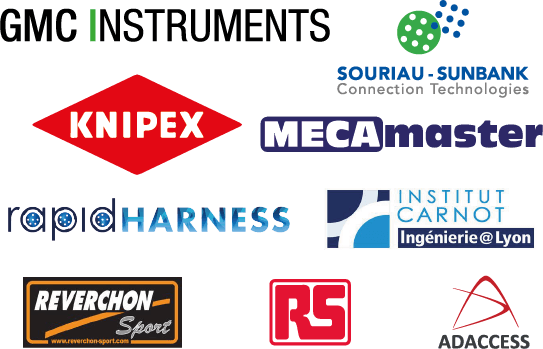 GMC INSTRUMENTS
SOURIAU - SUNBANK
Connection Technologies
KNIPEX
MECAmaster
rapidHARNESS
INSTITUT
CARNOT
Ingénierie@Lyon
REVERCHON
Sport
www.reverchon-sport.com
RS
ADACCESS